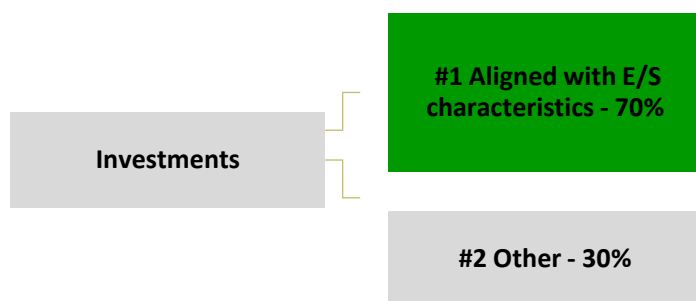 #1 Aligned with E/S
characteristics - 70%
Investments
#2 Other - 30%